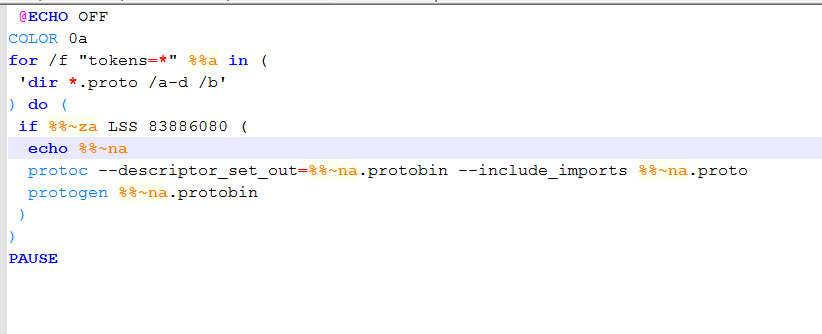 @ECHO OFF
COLOR 0a
for /f "tokens=*" %%a in (
'dir *.proto /a-d /b'
) do (
if %%~za LSS 83886080 (
echo %%~na
protoc --descriptor_set_out=%%~na.protobin --include_imports %%~na.proto
protogen %%~na.protobin
)
)
PAUSE